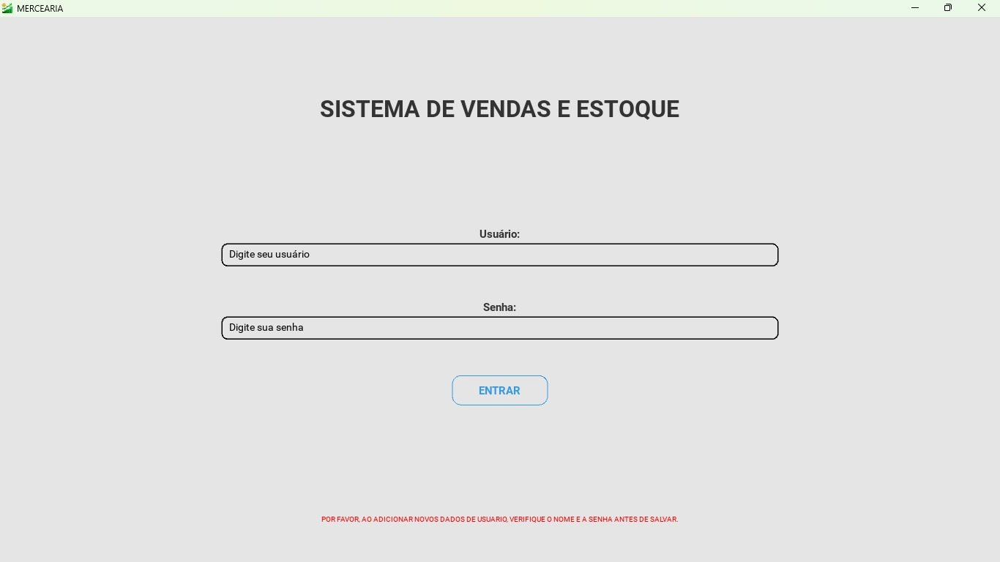 MERCEARIA
SISTEMA DE VENDAS E ESTOQUE
Usuário:
Digite seu usuário
Senha:
Digite sua senha
ENTRAR
POR FAVOR, AO ADICIONAR NOVOS DADOS DE USUARIO, VERIFIQUE O NOME E A SENHA ANTES DE SALVAR.